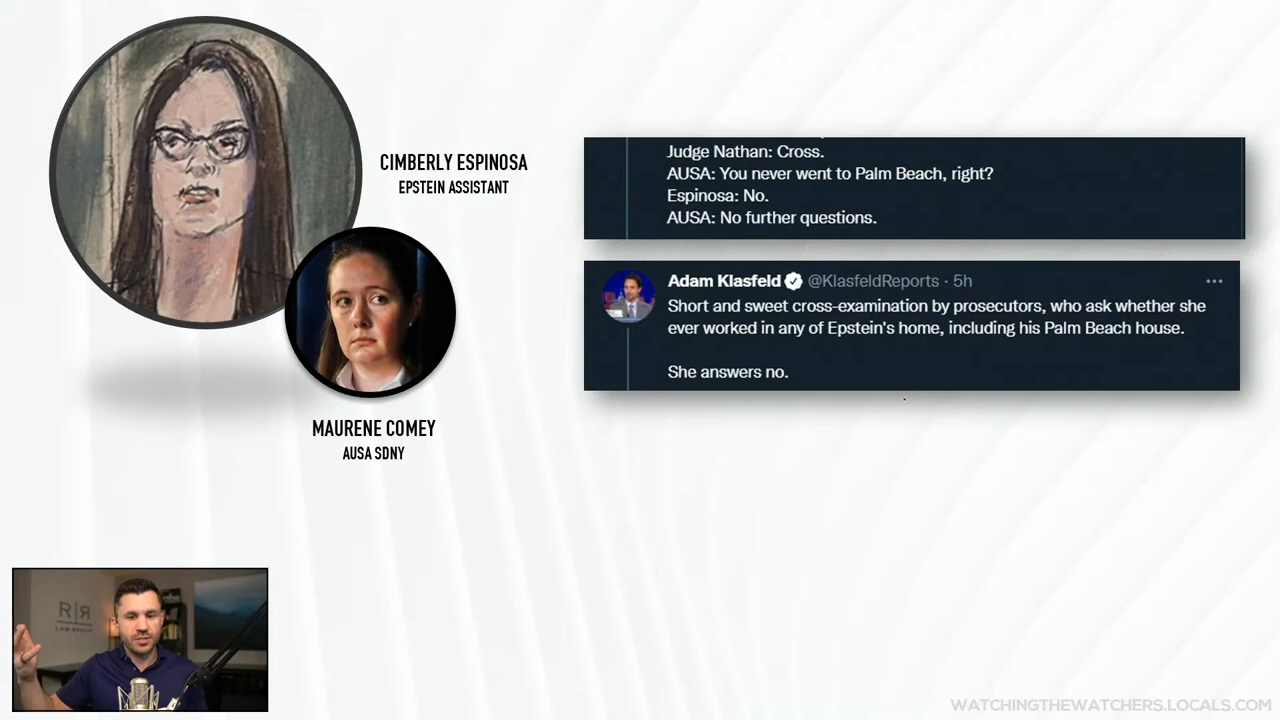 CIMBERLY ESPINOSA
EPSTEIN ASSISTANT
MAURENE COMEY
AUSA SDNY
Judge Nathan: Cross.
AUSA: You never went to Palm Beach, right?
Espinosa: No.
AUSA: No further questions.
Adam Klasfeld @KlasfeldReports · 5h
Short and sweet cross-examination by prosecutors, who ask whether she
ever worked in any of Epstein's home, including his Palm Beach house.
She answers no.
R|R
LAW GROUP
WATCHINGTHEWATCHERS.LOCALS.COM